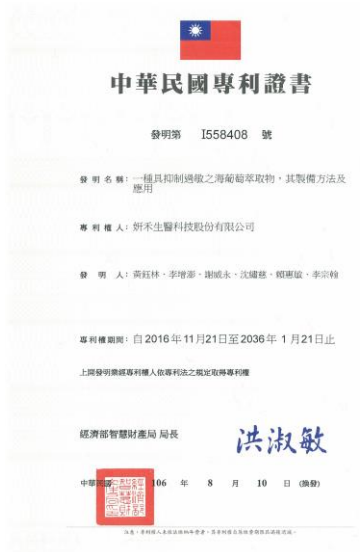 中華民國專利證書
發明第 I558408 號
發明名稱：一種具抑制過敏之海葡萄萃取物，其製備方法及
應用
專利權人：妍禾生醫科技股份有限公司
發明人：黃鈺林、李增澎、謝威永、沈繡慈、賴惠敏、李宗翰
專利權期間：自2016年11月21日至2036年 1月21日止
上開發明業經專利權人依專利法之規定取得專利權
經濟部智慧財產局 局長
洪淑敏
中華民國 106 年 8 月 10 日 (換發)